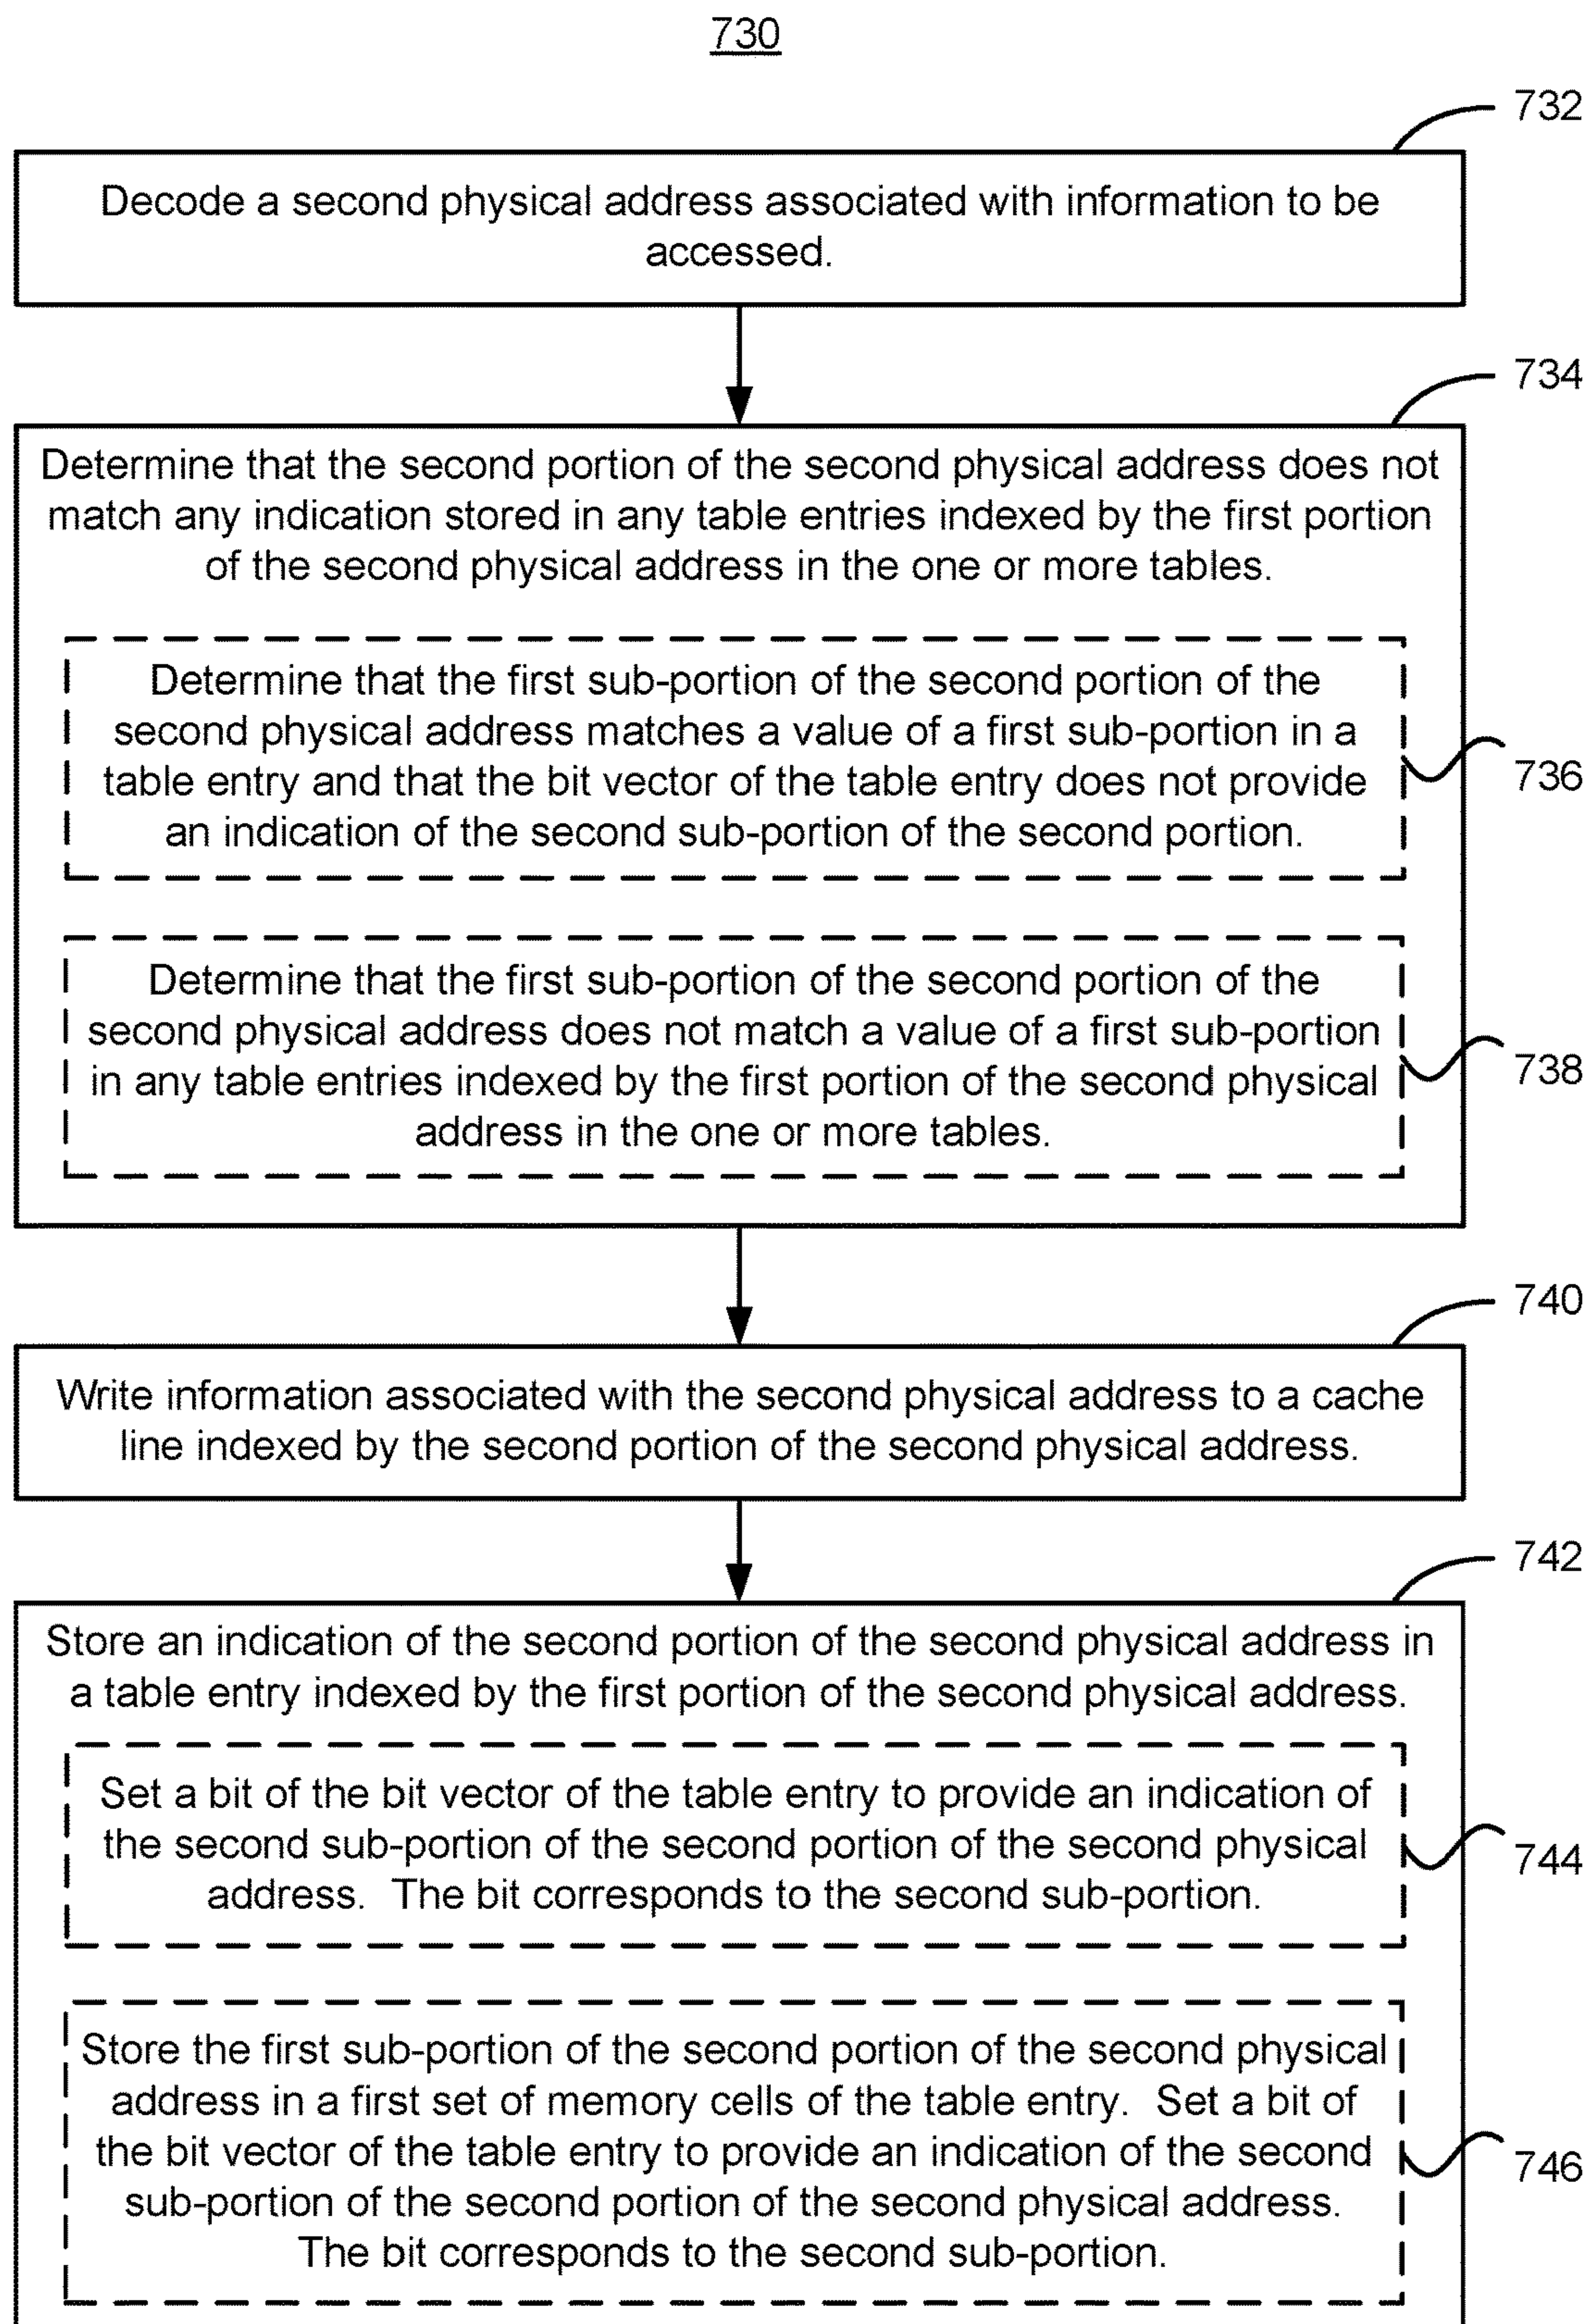 730
732
Decode a second physical address associated with information to be
accessed.
734
Determine that the second portion of the second physical address does not
match any indication stored in any table entries indexed by the first portion
of the second physical address in the one or more tables.
Determine that the first sub-portion of the second portion of the
second physical address matches a value of a first sub-portion in a
table entry and that the bit vector of the table entry does not provide
an indication of the second sub-portion of the second portion.
736
Determine that the first sub-portion of the second portion of the
second physical address does not match a value of a first sub-portion
in any table entries indexed by the first portion of the second physical
address in the one or more tables.
738
740
Write information associated with the second physical address to a cache
line indexed by the second portion of the second physical address.
742
Store an indication of the second portion of the second physical address in
a table entry indexed by the first portion of the second physical address.
Set a bit of the bit vector of the table entry to provide an indication of
the second sub-portion of the second portion of the second physical
address.  The bit corresponds to the second sub-portion.
744
Store the first sub-portion of the second portion of the second physical
address in a first set of memory cells of the table entry.  Set a bit of
the bit vector of the table entry to provide an indication of the second
sub-portion of the second portion of the second physical address.
The bit corresponds to the second sub-portion.
746